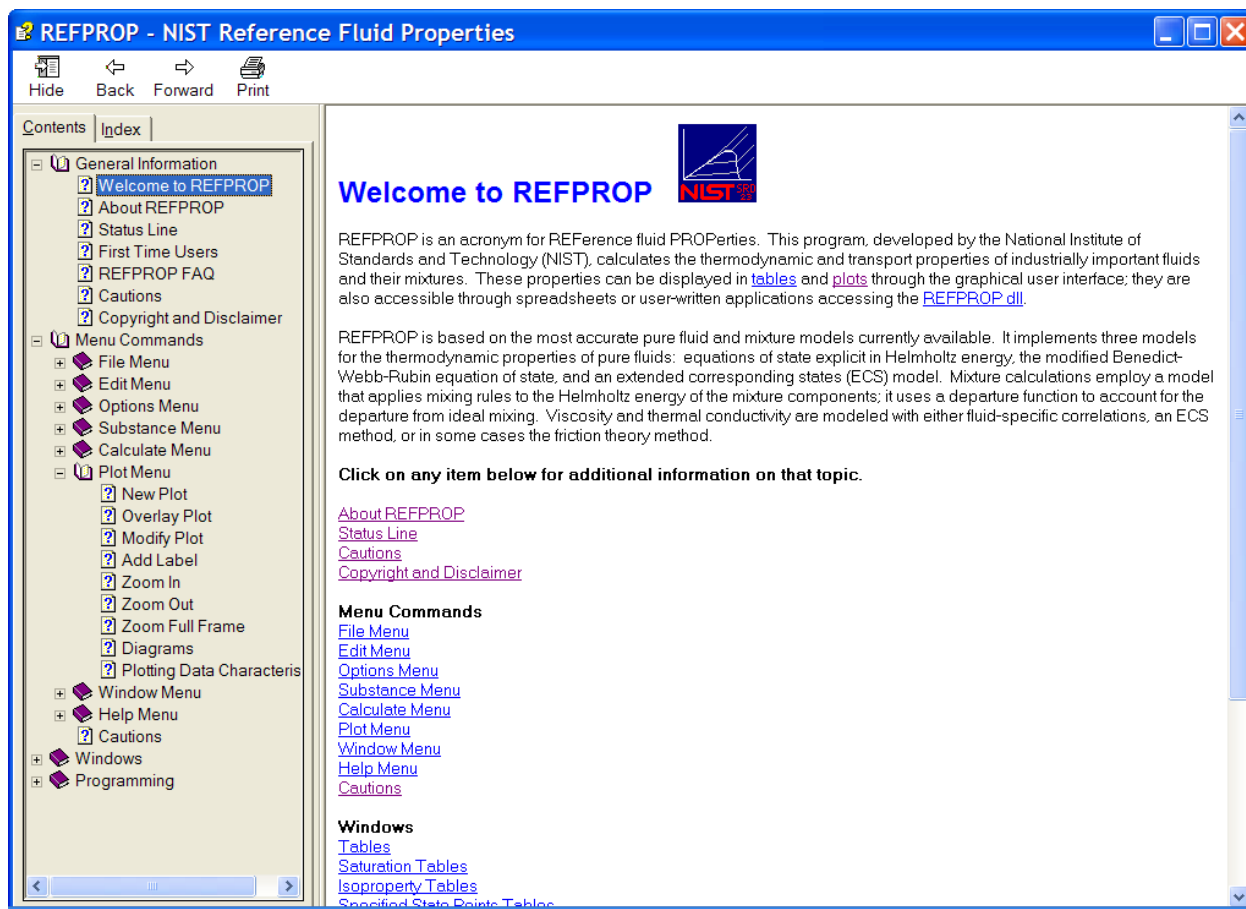 REFPROP - NIST Reference Fluid Properties
Hide Back Forward Print
Contents Index
General Information
Welcome to REFPROP
About REFPROP
Status Line
First Time Users
REFPROP FAQ
Cautions
Copyright and Disclaimer
Menu Commands
File Menu
Edit Menu
Options Menu
Substance Menu
Calculate Menu
Plot Menu
New Plot
Overlay Plot
Modify Plot
Add Label
Zoom In
Zoom Out
Zoom Full Frame
Diagrams
Plotting Data Characteris
Window Menu
Help Menu
Cautions
Windows
Programming
Welcome to REFPROP
NIST SRD 23
REFPROP is an acronym for REFerence fluid PROPerties. This program, developed by the National Institute of
Standards and Technology (NIST), calculates the thermodynamic and transport properties of industrially important fluids
and their mixtures. These properties can be displayed in tables and plots through the graphical user interface; they are
also accessible through spreadsheets or user-written applications accessing the REFPROP dll.
REFPROP is based on the most accurate pure fluid and mixture models currently available. It implements three models
for the thermodynamic properties of pure fluids: equations of state explicit in Helmholtz energy, the modified Benedict-
Webb-Rubin equation of state, and an extended corresponding states (ECS) model. Mixture calculations employ a model
that applies mixing rules to the Helmholtz energy of the mixture components; it uses a departure function to account for the
departure from ideal mixing. Viscosity and thermal conductivity are modeled with either fluid-specific correlations, an ECS
method, or in some cases the friction theory method.
Click on any item below for additional information on that topic.
About REFPROP
Status Line
Cautions
Copyright and Disclaimer
Menu Commands
File Menu
Edit Menu
Options Menu
Substance Menu
Calculate Menu
Plot Menu
Window Menu
Help Menu
Cautions
Windows
Tables
Saturation Tables
Isoproperty Tables
Specified State Points Tables